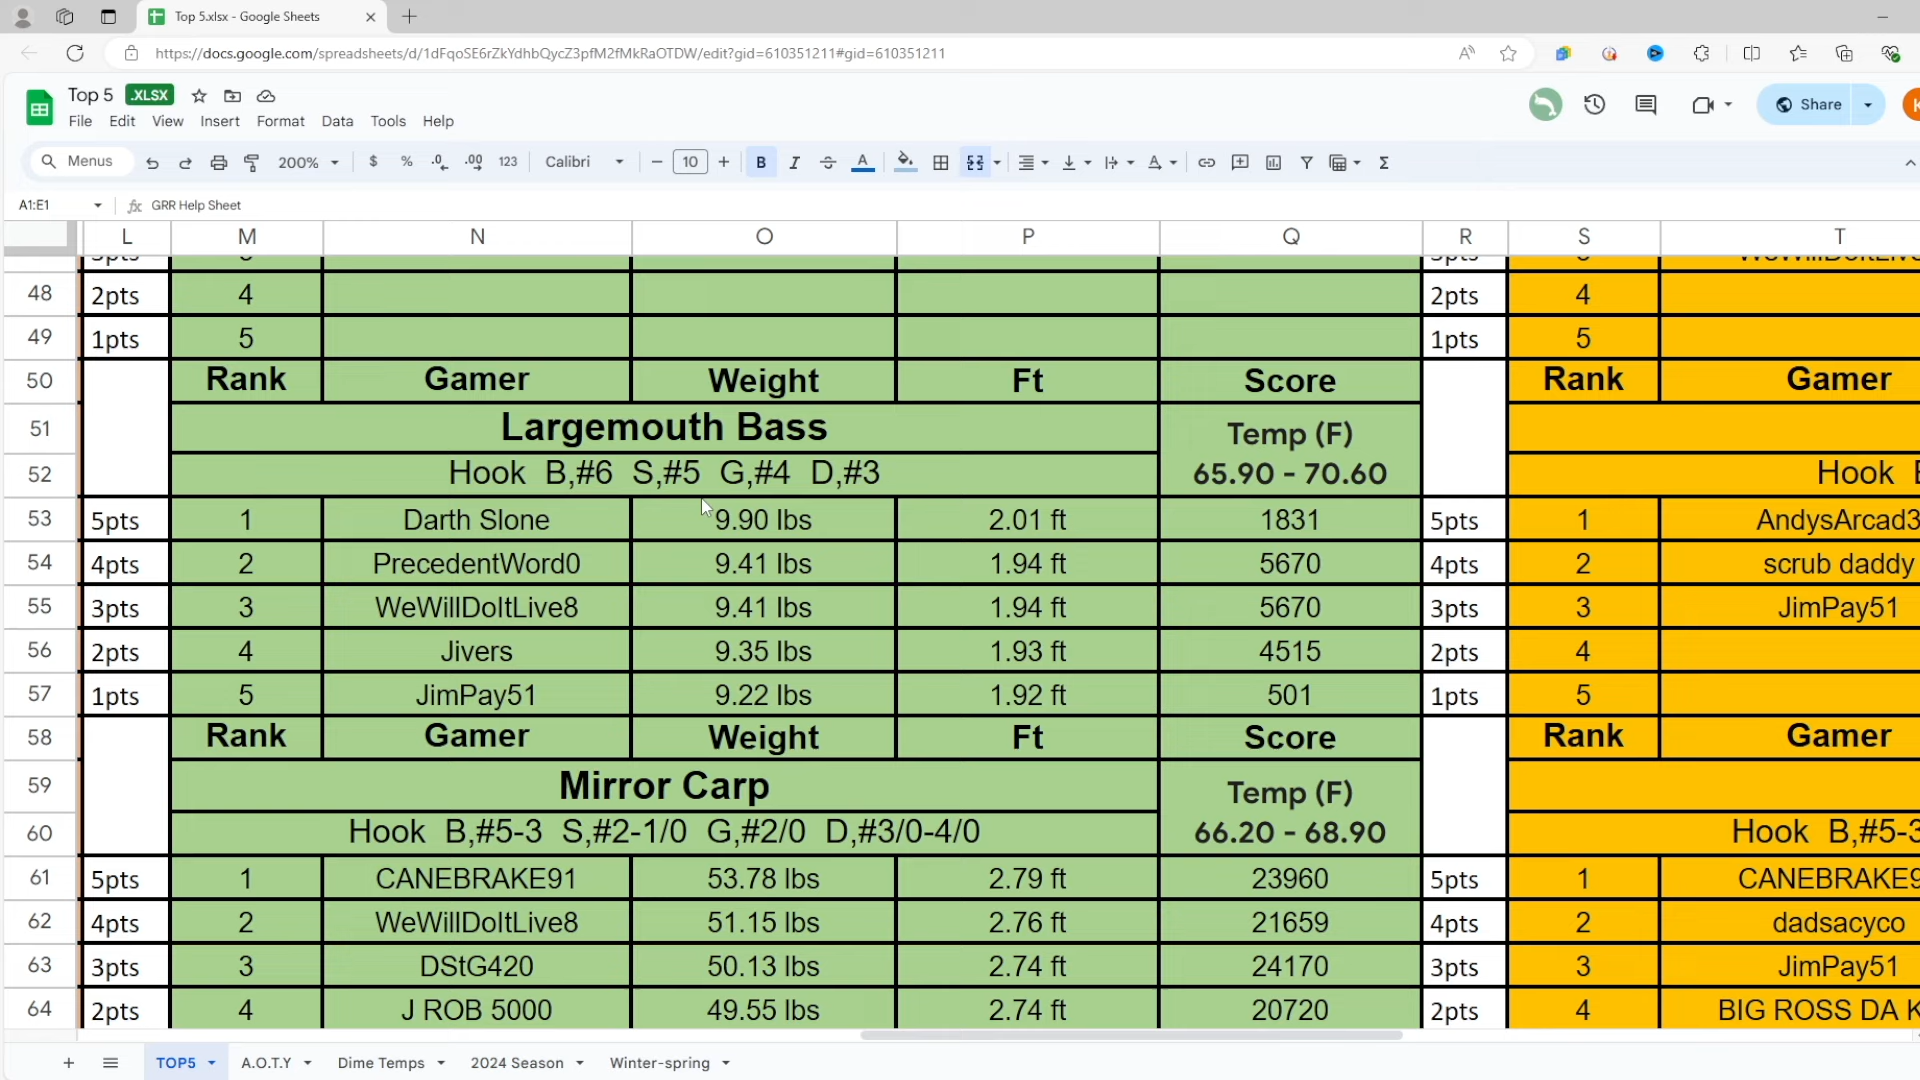 Top 5.xlsx - Google Sheets
https://docs.google.com/spreadsheets/d/1dFqoSE6rZkYdhbQycZ3pfM2fMkRaOTDW/edit?gid=610351211#gid=610351211
Top 5 .XLSX
Share
File Edit View Insert Format Data Tools Help
Menus 200% $ % .0 .00 123 Calibri 10 B I A
A1:E1 fx GRR Help Sheet
L M N O P Q R S T
48 2pts 4 2pts 4
49 1pts 5 1pts 5
50 Rank Gamer Weight Ft Score Rank Gamer
51 Largemouth Bass Temp (F)
52 Hook B,#6 S,#5 G,#4 D,#3 65.90 - 70.60 Hook
53 5pts 1 Darth Slone 9.90 lbs 2.01 ft 1831 5pts 1 AndysArcad3
54 4pts 2 PrecedentWord0 9.41 lbs 1.94 ft 5670 4pts 2 scrub daddy
55 3pts 3 WeWillDoItLive8 9.41 lbs 1.94 ft 5670 3pts 3 JimPay51
56 2pts 4 Jivers 9.35 lbs 1.93 ft 4515 2pts 4
57 1pts 5 JimPay51 9.22 lbs 1.92 ft 501 1pts 5
58 Rank Gamer Weight Ft Score Rank Gamer
59 Mirror Carp Temp (F)
60 Hook B,#5-3 S,#2-1/0 G,#2/0 D,#3/0-4/0 66.20 - 68.90 Hook B,#5-3
61 5pts 1 CANEBRAKE91 53.78 lbs 2.79 ft 23960 5pts 1 CANEBRAKE9
62 4pts 2 WeWillDoItLive8 51.15 lbs 2.76 ft 21659 4pts 2 dadsacyco
63 3pts 3 DStG420 50.13 lbs 2.74 ft 24170 3pts 3 JimPay51
64 2pts 4 J ROB 5000 49.55 lbs 2.74 ft 20720 2pts 4 BIG ROSS DA K
TOP5 A.O.T.Y Dime Temps 2024 Season Winter-spring